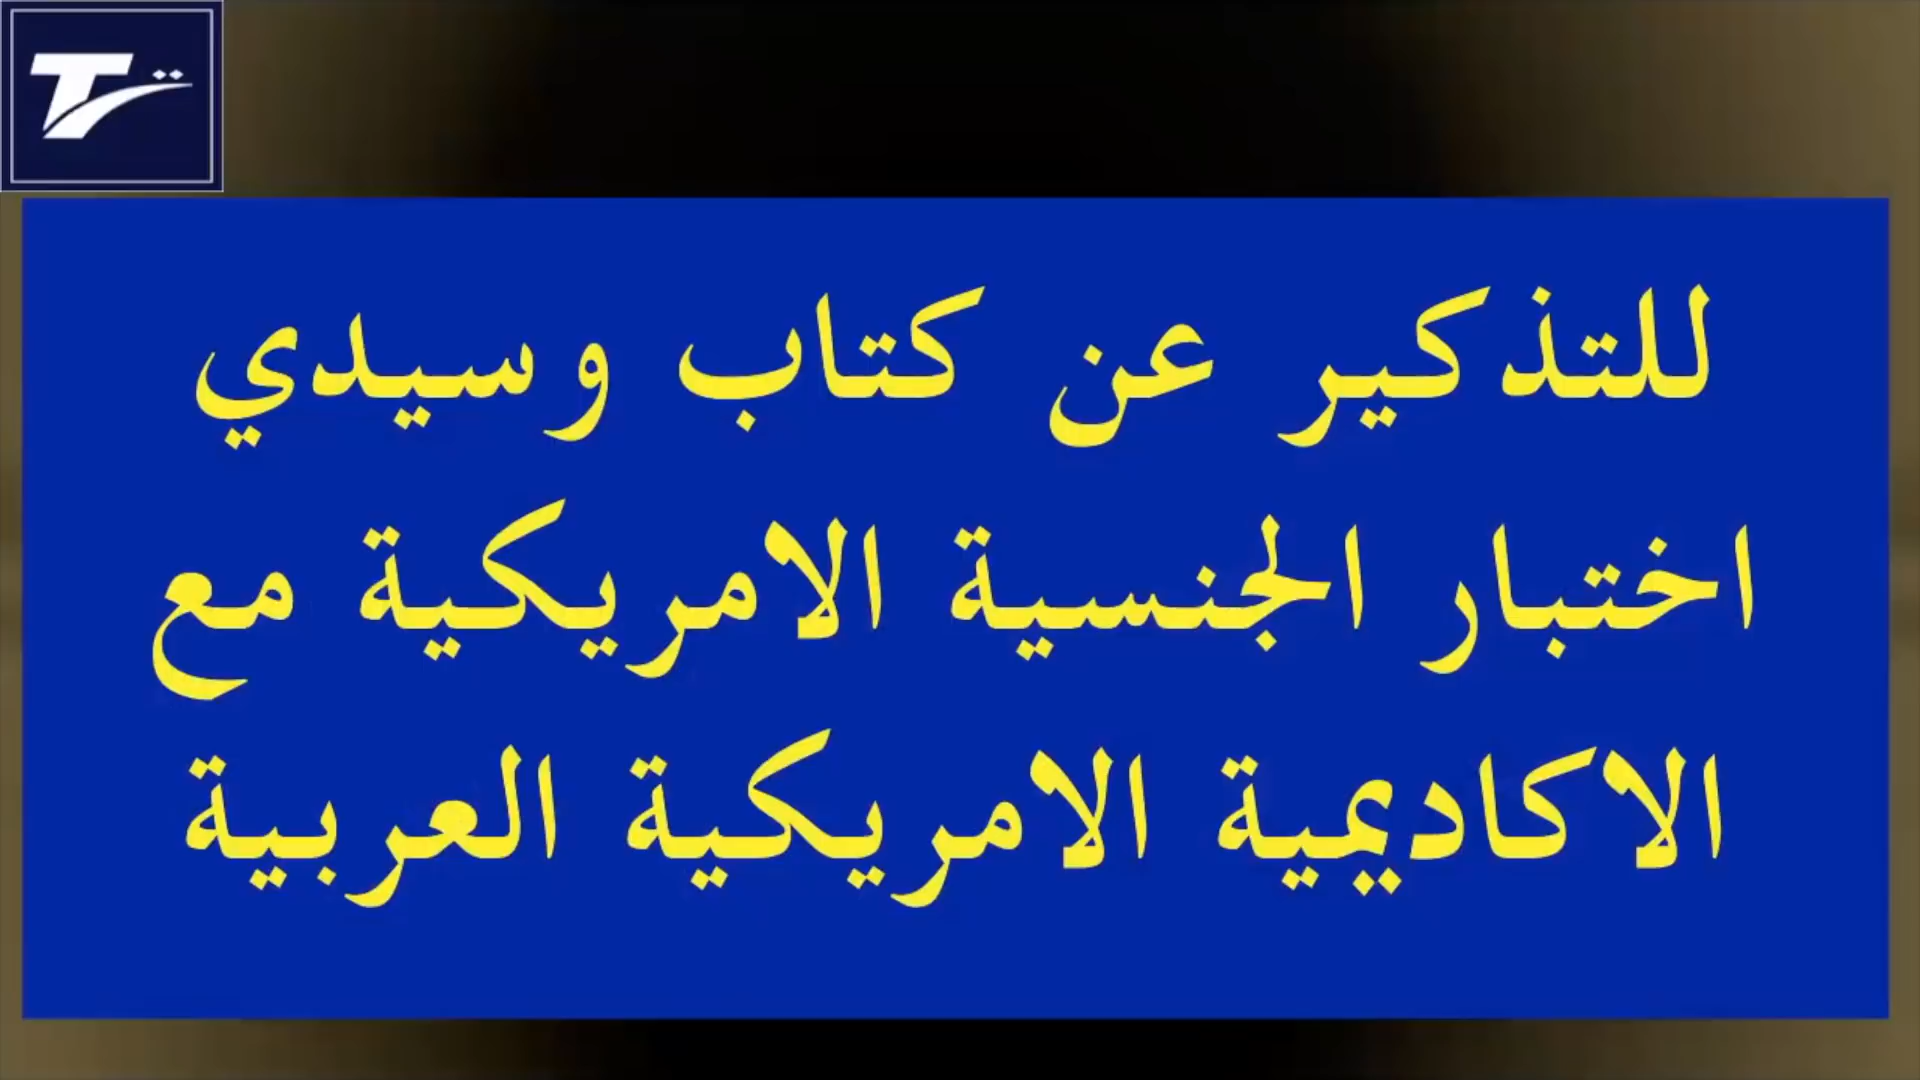 للتذكير عن كتاب وسيدي
اختبار الجنسية الامريكية مع
الاكاديمية الامريكية العربية